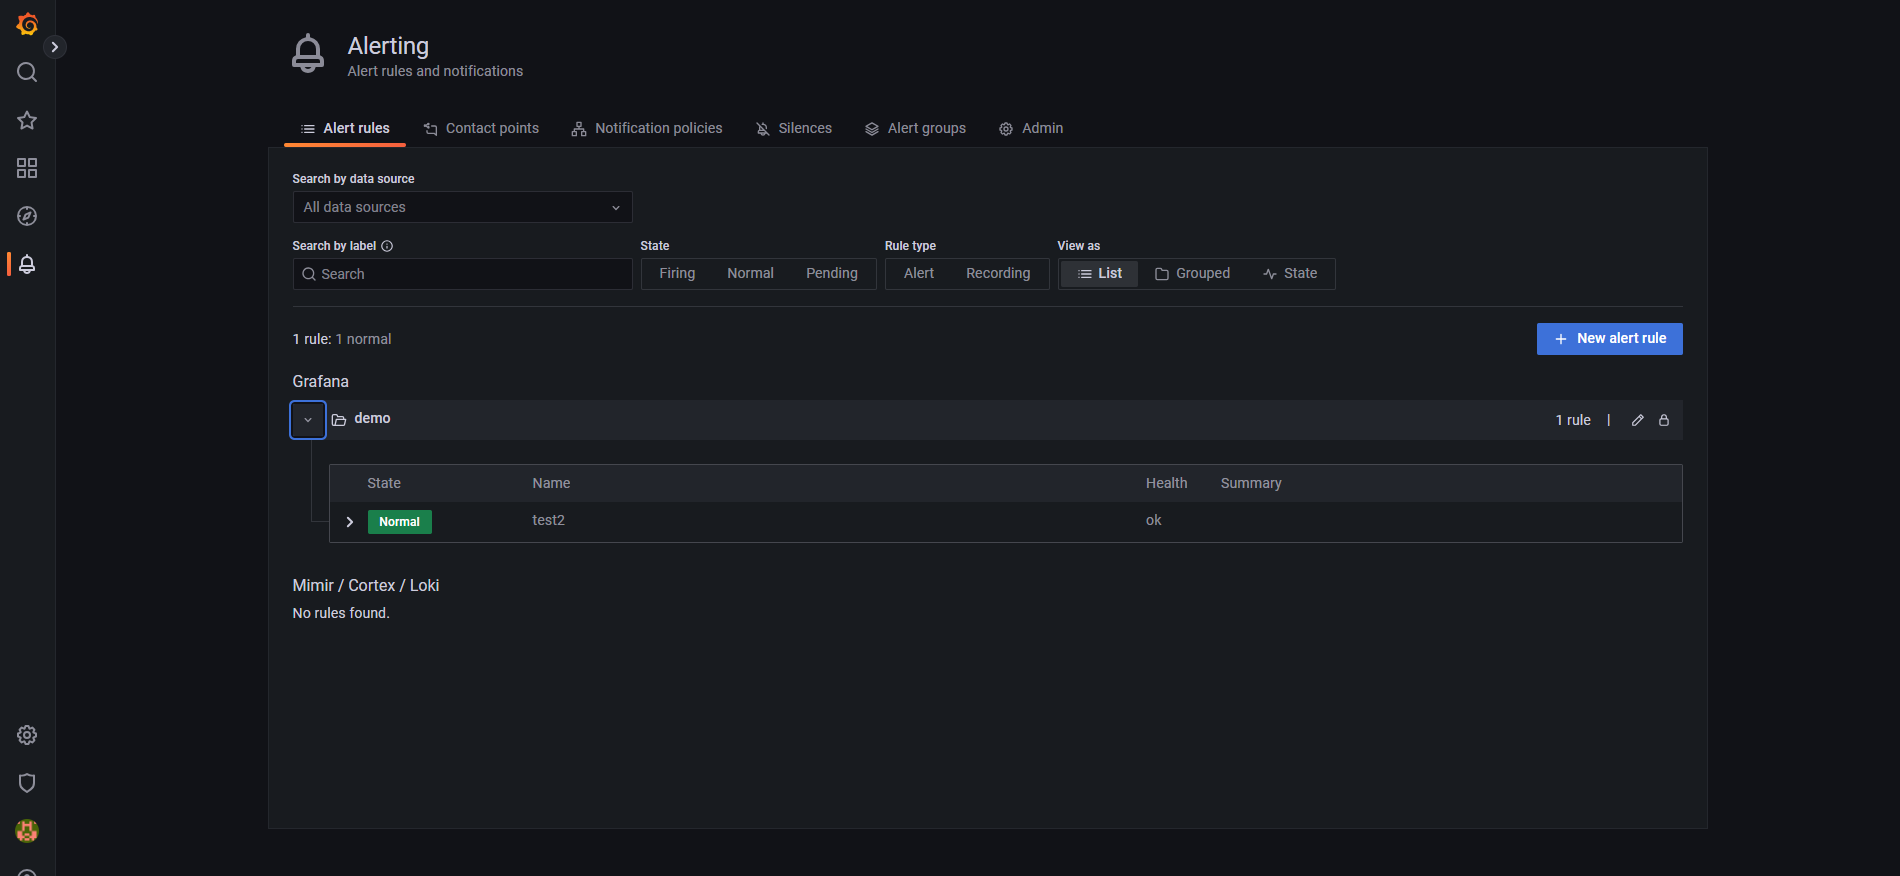 Alerting
Alert rules and notifications
Alert rules Contact points Notification policies Silences Alert groups Admin
Search by data source
All data sources
Search by label State Rule type View as
Search Firing Normal Pending Alert Recording List Grouped State
1 rule: 1 normal New alert rule
Grafana
demo 1 rule |
State Name Health Summary
Normal test2 ok
Mimir / Cortex / Loki
No rules found.